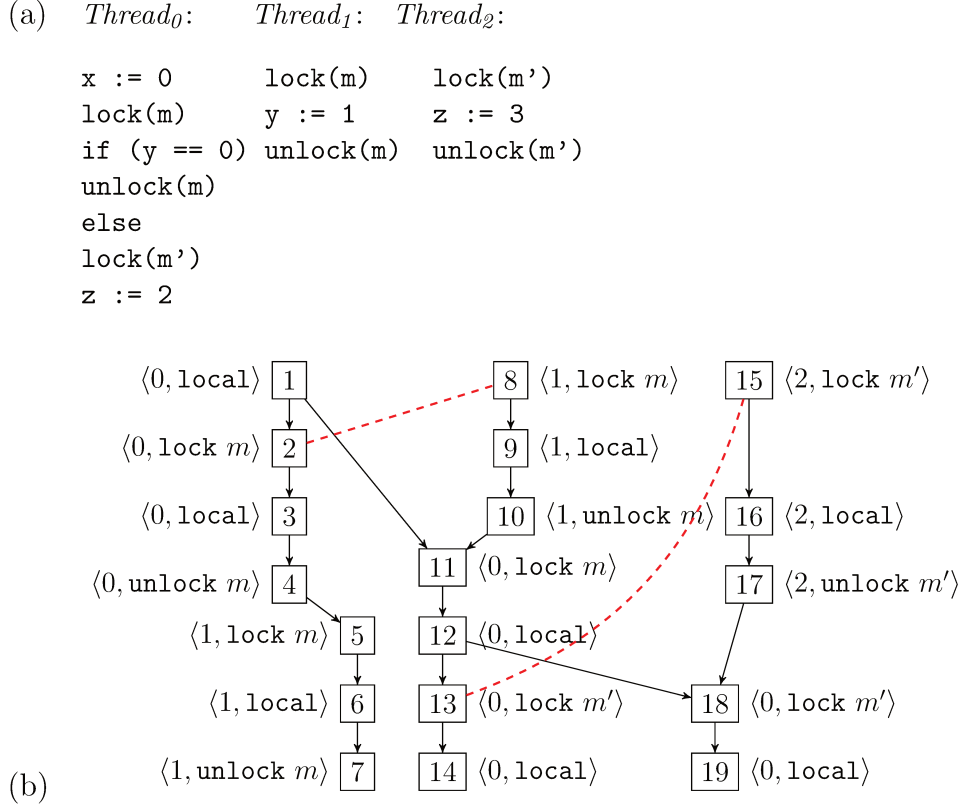 (a) Thread0: Thread1: Thread2:
x := 0 lock(m) lock(m')
lock(m) y := 1 z := 3
if (y == 0) unlock(m) unlock(m')
unlock(m)
else
lock(m')
z := 2
⟨0, local⟩ 1 8 ⟨1, lock m⟩ 15 ⟨2, lock m′⟩
⟨0, lock m⟩ 2 9 ⟨1, local⟩
⟨0, local⟩ 3 10 ⟨1, unlock m⟩ 16 ⟨2, local⟩
11 ⟨0, lock m⟩
⟨0, unlock m⟩ 4 17 ⟨2, unlock m′⟩
⟨1, lock m⟩ 5 12 ⟨0, local⟩
⟨1, local⟩ 6 13 ⟨0, lock m′⟩ 18 ⟨0, lock m′⟩
⟨1, unlock m⟩ 7 14 ⟨0, local⟩ 19 ⟨0, local⟩
(b)